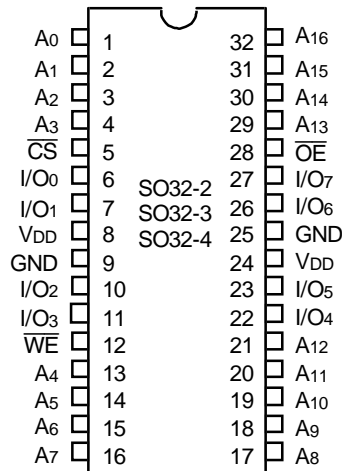 A0 1 32 A16
A1 2 31 A15
A2 3 30 A14
A3 4 29 A13
C̅S̅ 5 28 O̅E̅
I/O0 6 SO32-2 27 I/O7
I/O1 7 SO32-3 26 I/O6
VDD 8 SO32-4 25 GND
GND 9 24 VDD
I/O2 10 23 I/O5
I/O3 11 22 I/O4
W̅E̅ 12 21 A12
A4 13 20 A11
A5 14 19 A10
A6 15 18 A9
A7 16 17 A8